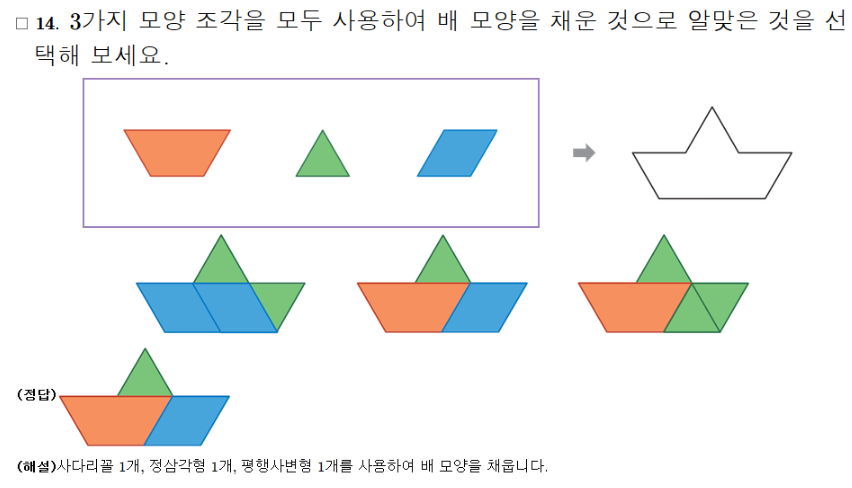 □ 14. 3가지 모양 조각을 모두 사용하여 배 모양을 채운 것으로 알맞은 것을 선
택해 보세요.
(정답)
(해설)사다리꼴 1개, 정삼각형 1개, 평행사변형 1개를 사용하여 배 모양을 채웁니다.